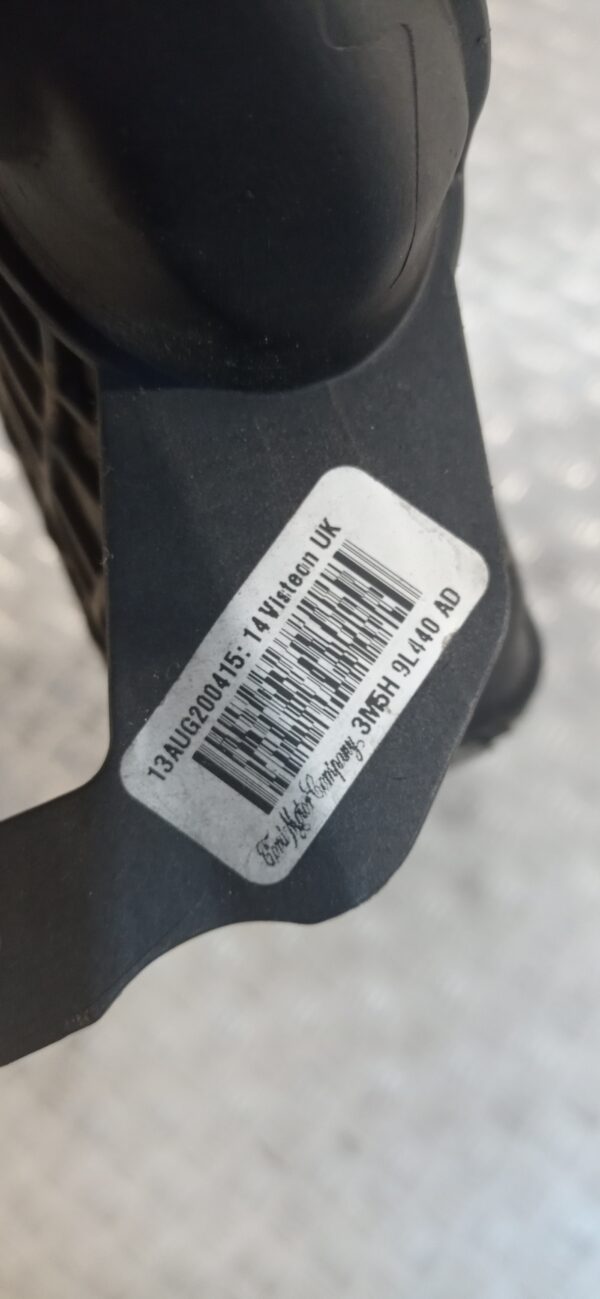 13AUG200415: 14 Visteon UK
Ford Motor Company, 3M5H 9L440 AD